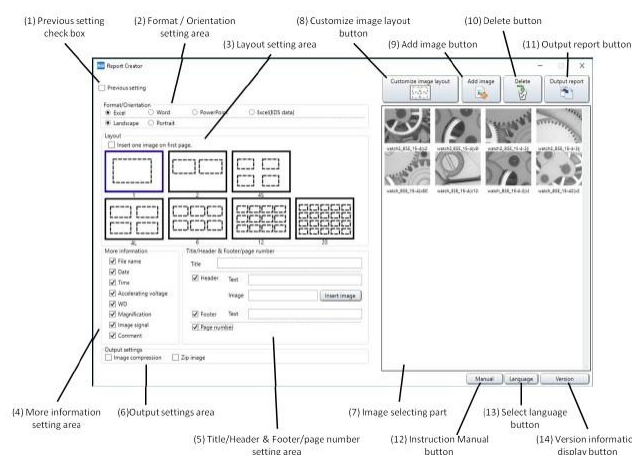 (1) Previous setting
check box
(2) Format / Orientation
setting area
(3) Layout setting area
(8) Customize image layout
button
(9) Add image button
(10) Delete button
(11) Output report button
Report Creator
Previous setting
Customize image layout
Add image
Delete
Output report
Format/Orientation
Excel
Word
PowerPoint
Excel(EDS data)
Landscape
Portrait
Layout
Insert one image on first page.
1
2
4S
4L
6
12
20
More information
File name
Date
Time
Accelerating voltage
WD
Magnification
Image signal
Comment
Title/Header & Footer/page number
Title
Header
Text
Image
Insert image
Footer
Text
Page number
Output settings
Image compression
Zip image
Manual
Language
Version
(4) More information
setting area
(6)Output settings area
(5) Title/Header & Footer/page number
setting area
(7) Image selecting part
(12) Instruction Manual
button
(13) Select language
button
(14) Version informatic
display button